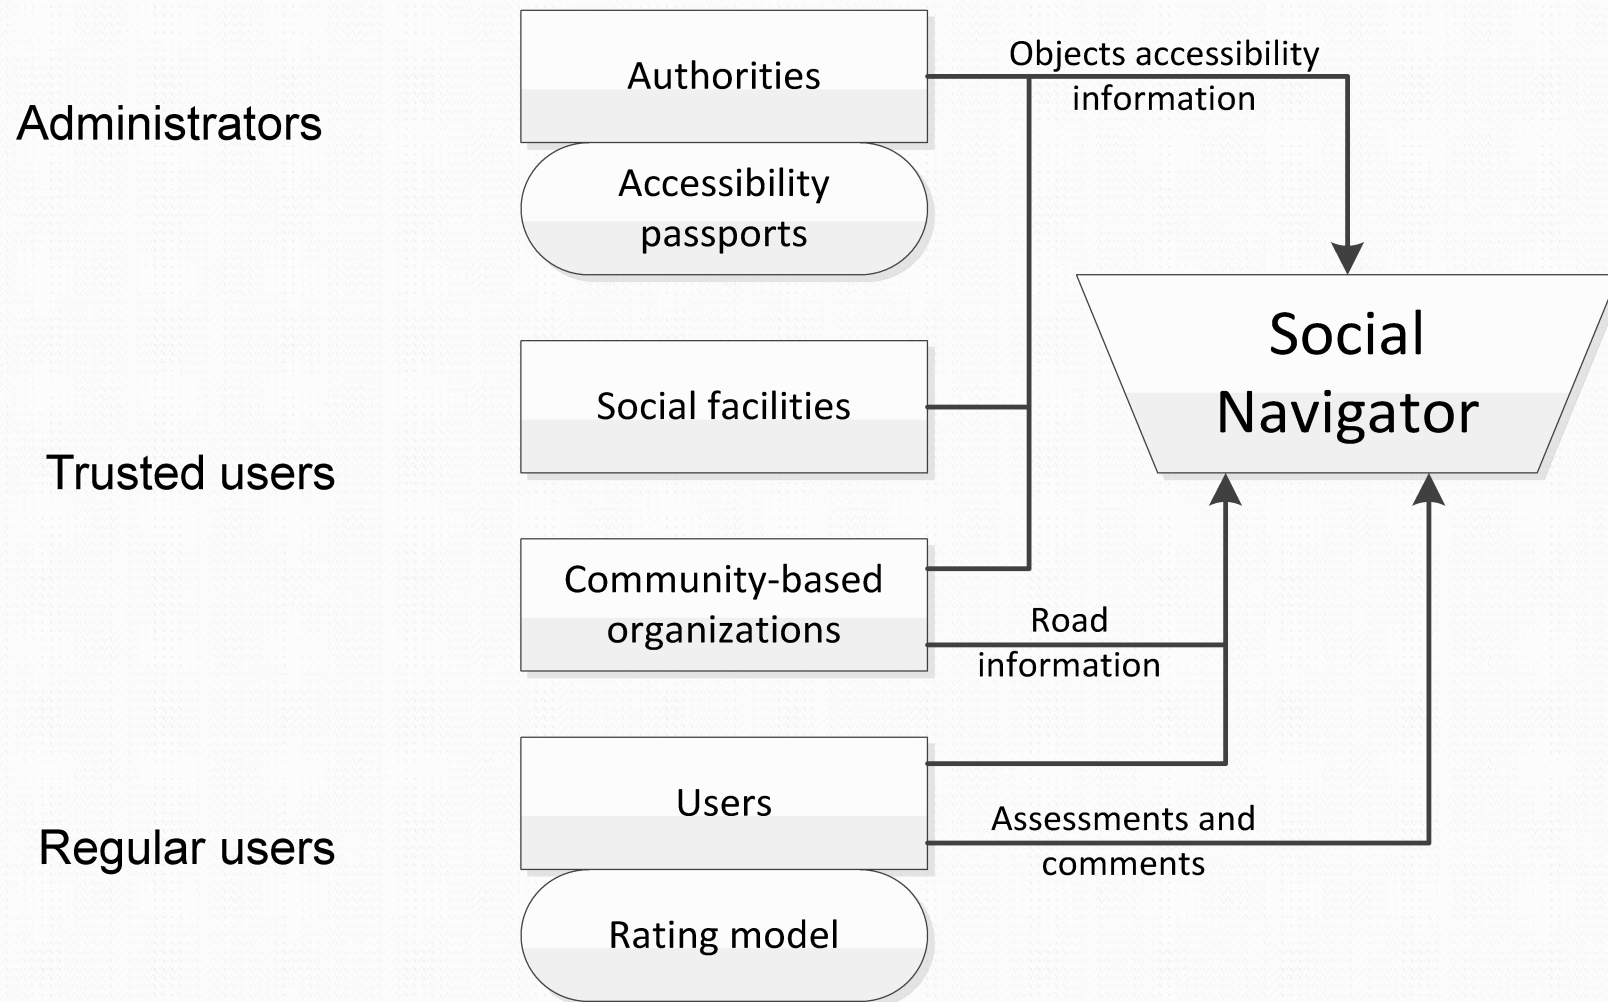 Administrators
Authorities
Accessibility
passports
Objects accessibility
information
Social
Navigator
Trusted users
Social facilities
Community-based
organizations
Road
information
Regular users
Users
Assessments and
comments
Rating model